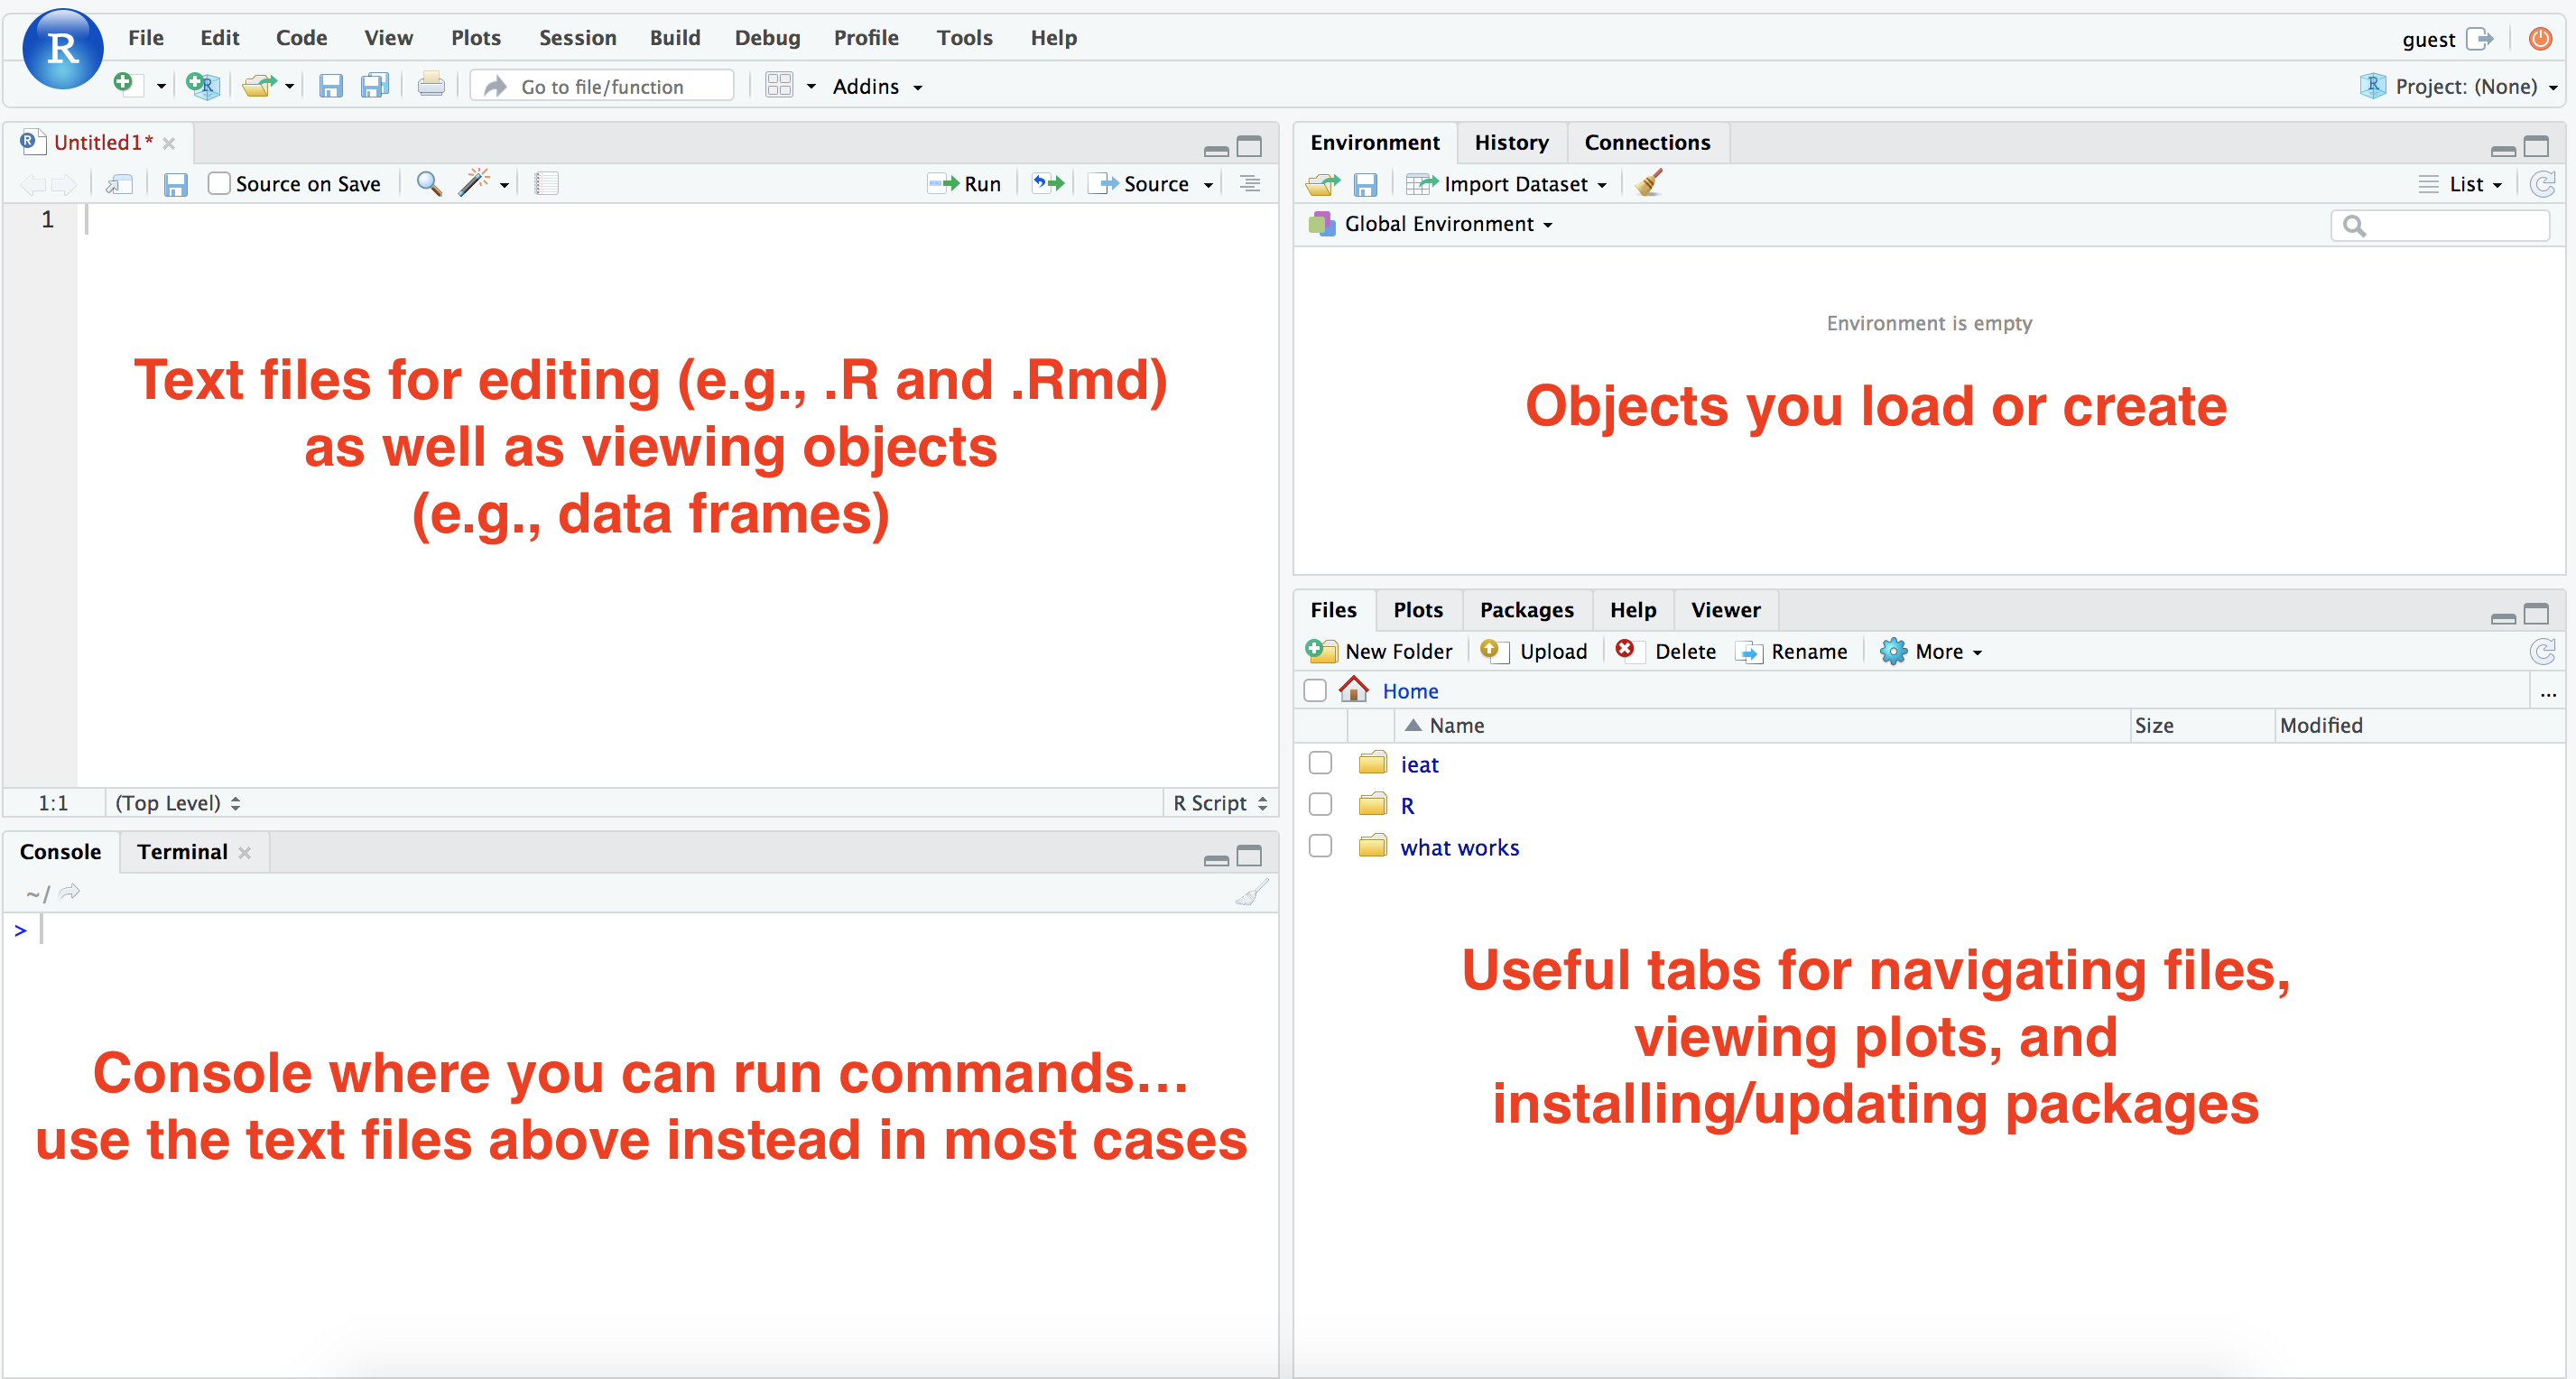 R File Edit Code View Plots Session Build Debug Profile Tools Help guest
R Go to file/function Addins R Project: (None)
R Untitled1* ×
Source on Save Run Source
1
Text files for editing (e.g., .R and .Rmd)
as well as viewing objects
(e.g., data frames)
1:1 (Top Level) R Script
Console Terminal ×
~/
>
Console where you can run commands...
use the text files above instead in most cases
Environment History Connections
Import Dataset List
Global Environment
Environment is empty
Objects you load or create
Files Plots Packages Help Viewer
New Folder Upload Delete Rename More
Home ...
Name Size Modified
ieat
R
what works
Useful tabs for navigating files,
viewing plots, and
installing/updating packages